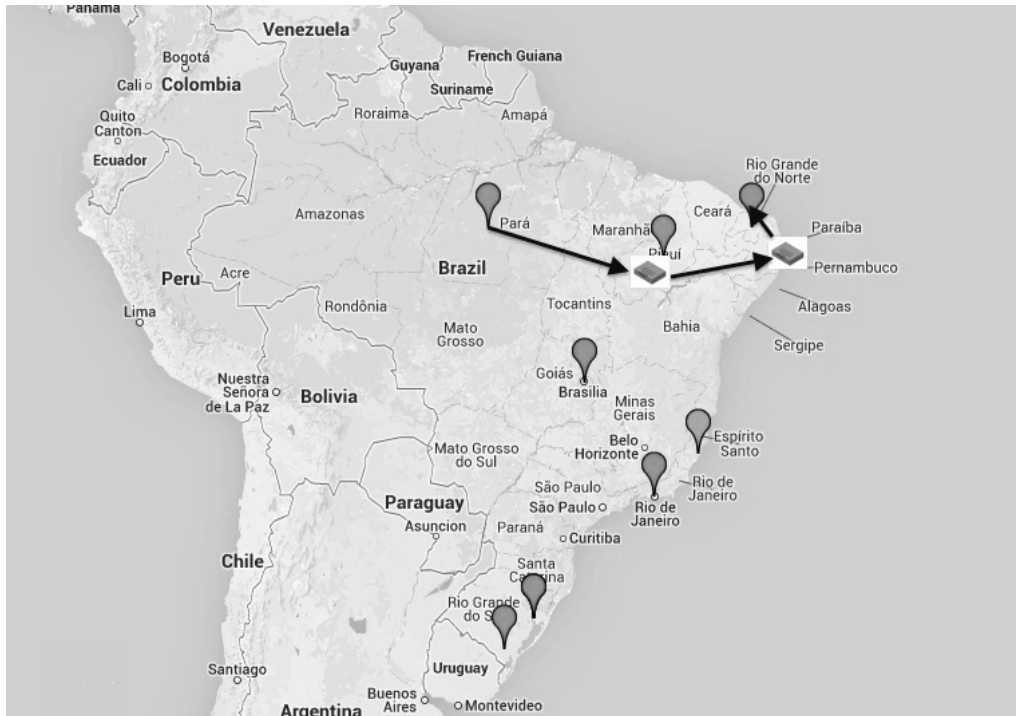 Panama
Venezuela
Bogotá
Cali
Colombia
Guyana
French Guiana
Suriname
Roraima
Amapá
Quito
Canton
Ecuador
Rio Grande
do Norte
Amazonas
Pará
Maranhã
Ceará
Paraíba
Piauí
Brazil
Pernambuco
Peru
Acre
Rondônia
Tocantins
Alagoas
Lima
Mato
Grosso
Bahia
Sergipe
Goiás
Brasilia
Nuestra
Señora
de La Paz
Bolivia
Minas
Gerais
Mato Grosso
do Sul
Belo
Horizonte
Espírito
Santo
São Paulo
Rio de
Janeiro
Paraguay
São Paulo
Rio de
Janeiro
Asuncion
Paraná
Curitiba
Chile
Santa
Catarina
Rio Grande
do S
Uruguay
Santiago
Buenos
Aires
Montevideo
Argentina